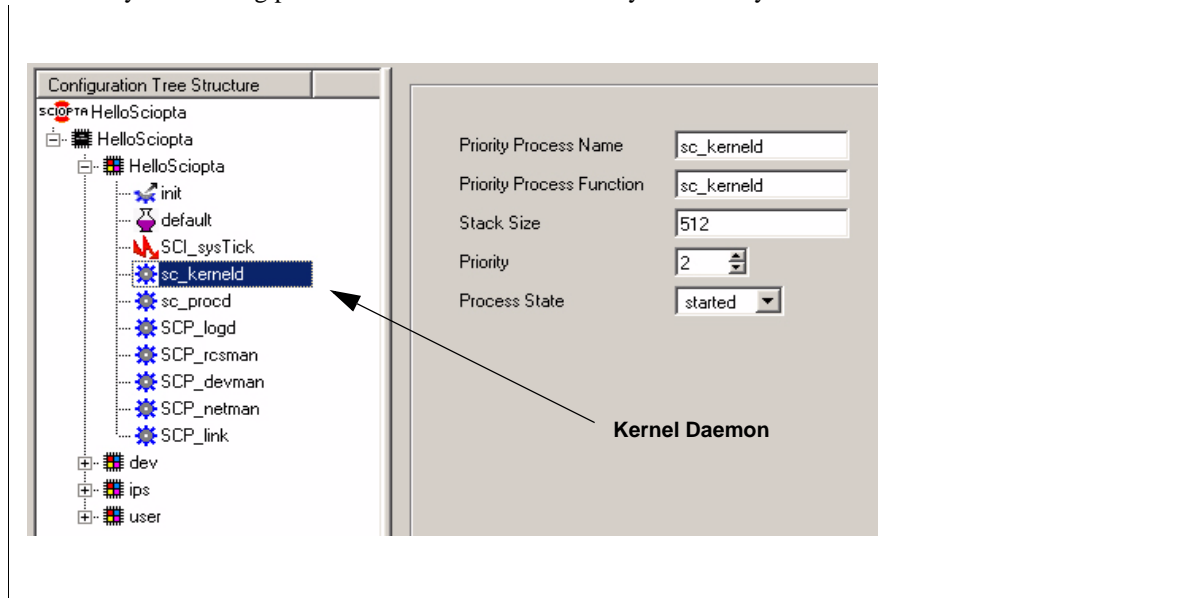 Configuration Tree Structure
SCIOPTA HelloSciopta
HelloSciopta
HelloSciopta
init
default
SCI_sysTick
sc_kerneld
sc_procd
SCP_logd
SCP_rcsman
SCP_devman
SCP_netman
SCP_link
dev
ips
user
Priority Process Name sc_kerneld
Priority Process Function sc_kerneld
Stack Size 512
Priority 2
Process State started
Kernel Daemon